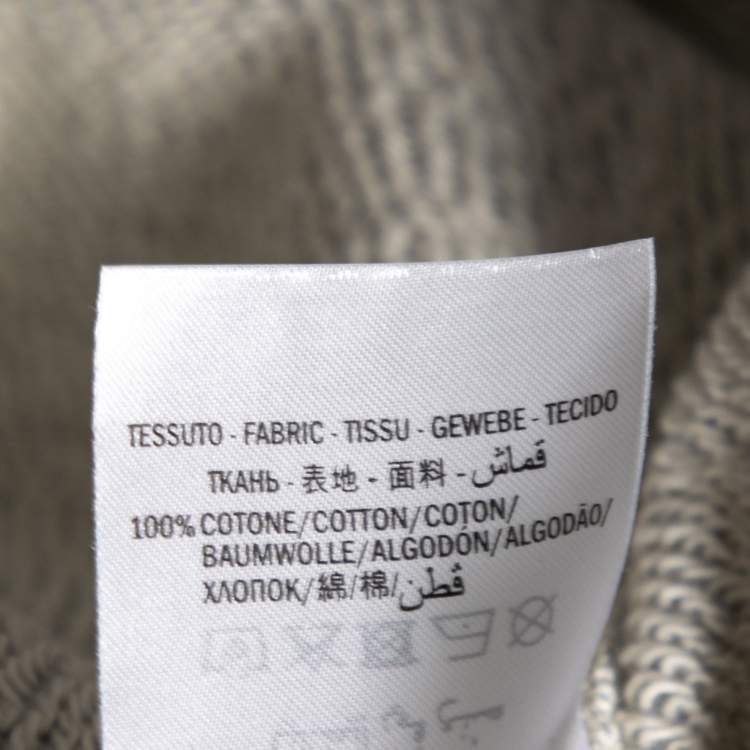 TESSUTO - FABRIC - TISSU - GEWEBE - TECIDO
ТКАНЬ - 表地 - 面料 - قماش
100% COTONE/COTTON/COTON/
BAUMWOLLE/ALGODÓN/ALGODÃO/
ХЛОПОК/綿/棉/قطن